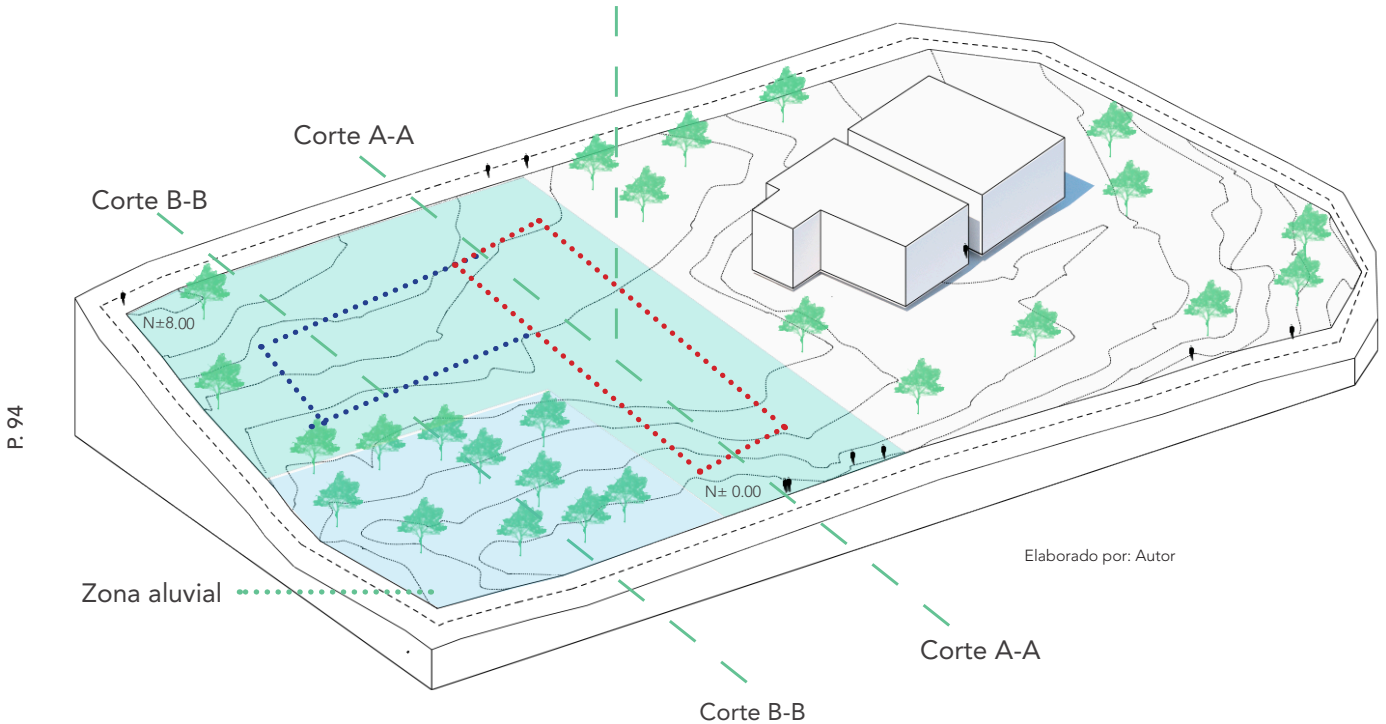 Corte A-A
Corte B-B
N±8.00
P. 94
N± 0.00
Elaborado por: Autor
Zona aluvial
Corte A-A
Corte B-B